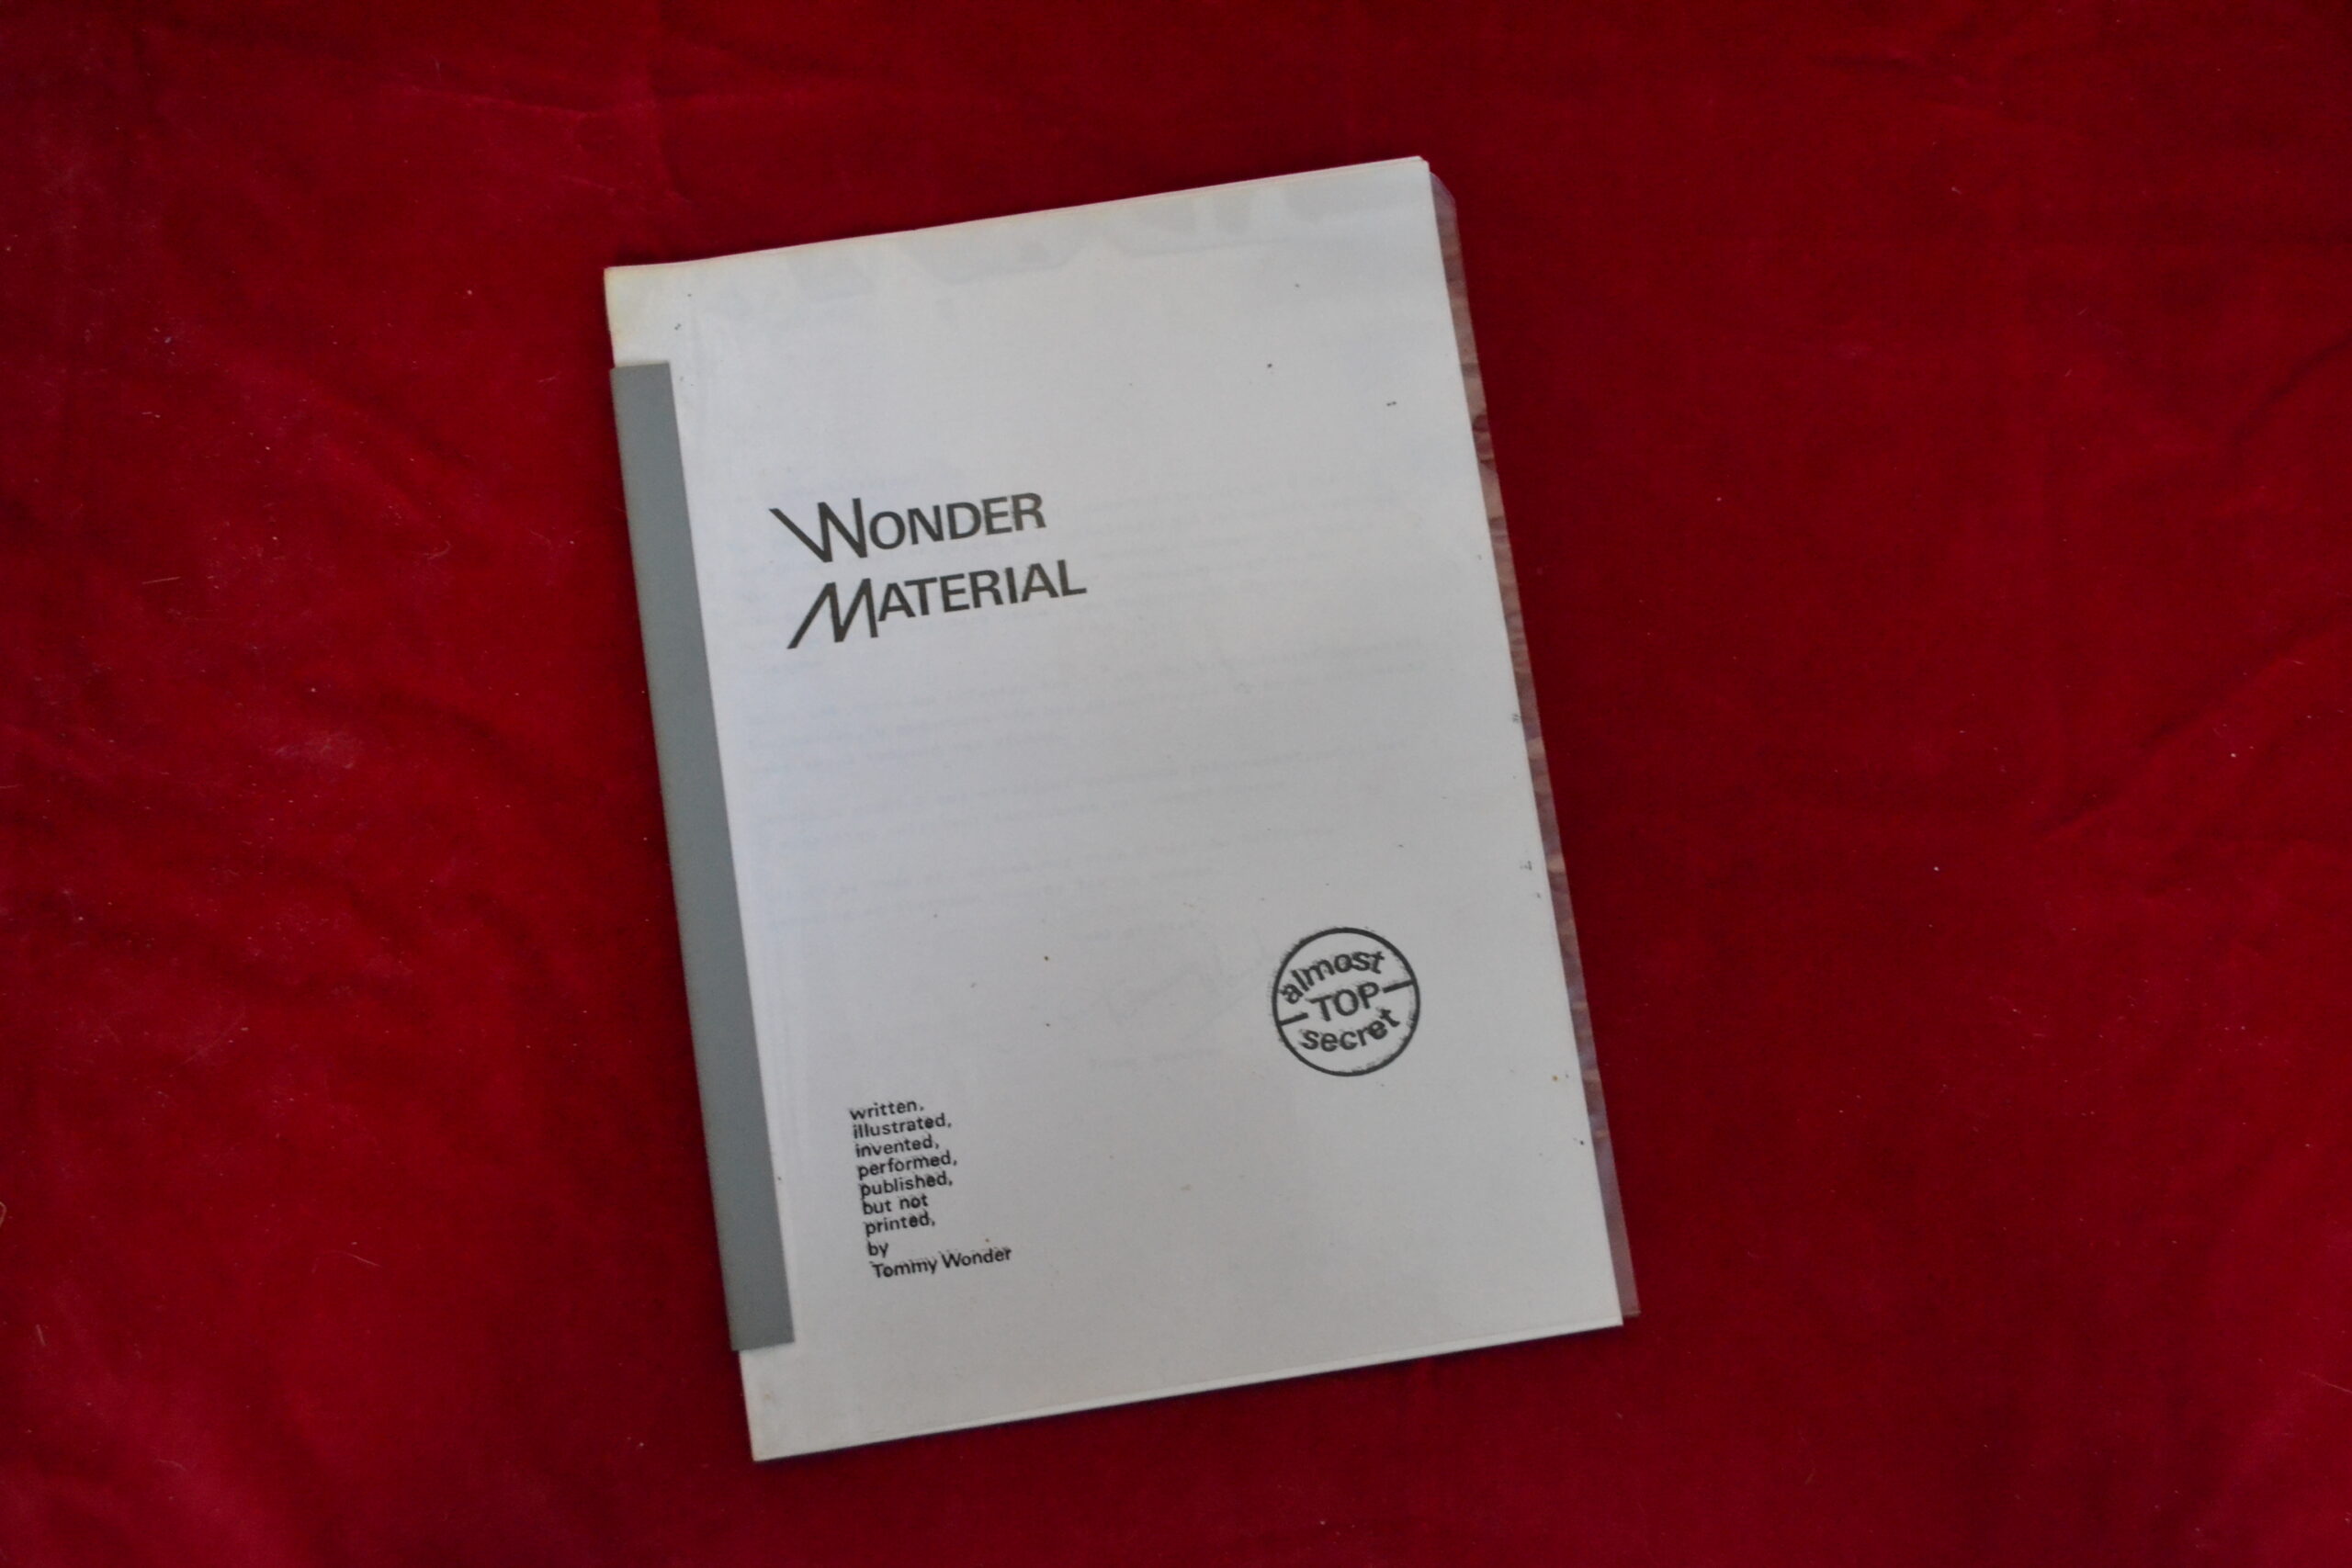 WONDER
MATERIAL
almost
TOP
secret
written,
illustrated,
invented,
performed,
published,
but not
printed,
by
Tommy Wonder